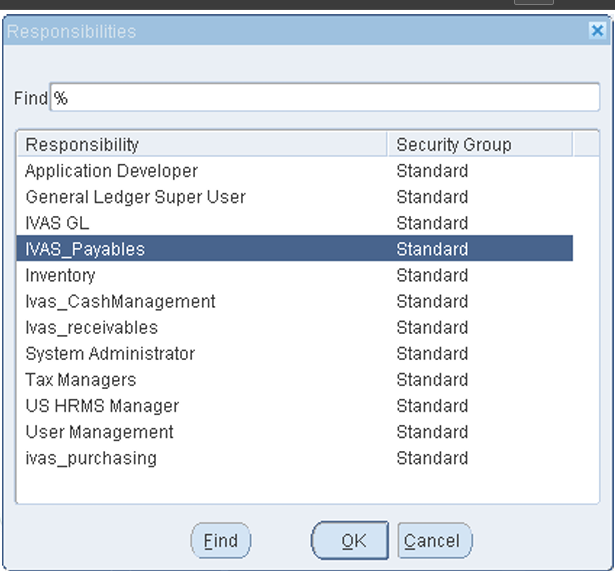 Responsibilities
Find %
Responsibility Security Group
Application Developer Standard
General Ledger Super User Standard
IVAS GL Standard
IVAS_Payables Standard
Inventory Standard
Ivas_CashManagement Standard
Ivas_receivables Standard
System Administrator Standard
Tax Managers Standard
US HRMS Manager Standard
User Management Standard
ivas_purchasing Standard
Find OK Cancel